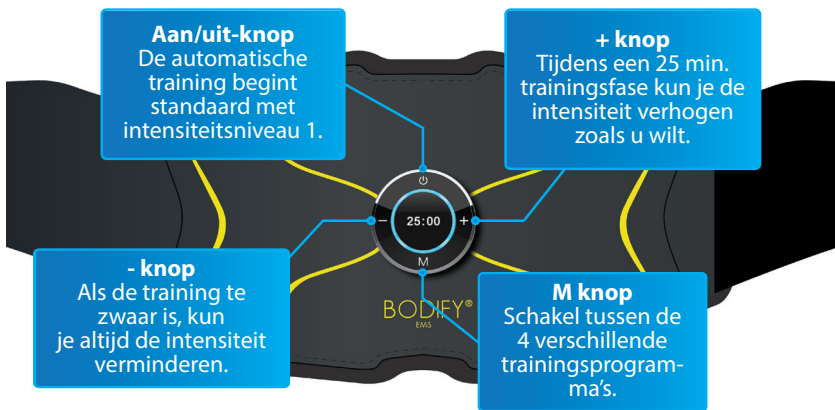 Aan/uit-knop
De automatische
training begint
standaard met
intensiteitsniveau 1.
+ knop
Tijdens een 25 min.
trainingsfase kun je de
intensiteit verhogen
zoals u wilt.
- 25:00 +
M
- knop
Als de training te
zwaar is, kun
je altijd de intensiteit
verminderen.
BODIFY®
EMS
M knop
Schakel tussen de
4 verschillende
trainingsprogram-
ma's.